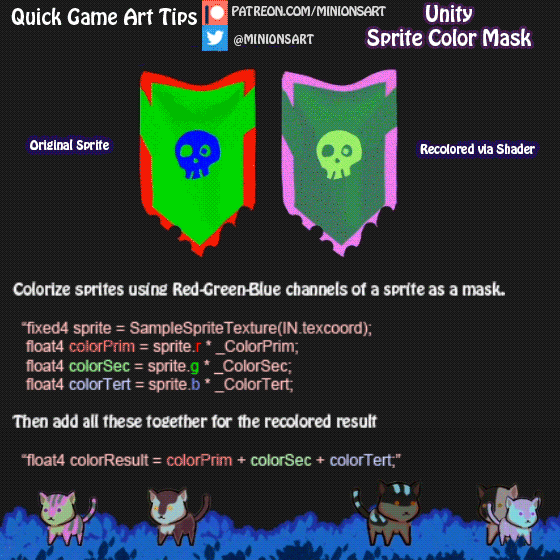 Quick Game Art Tips
PATREON.COM/MINIONSART
@MINIONSART
Unity
Sprite Color Mask
Original Sprite
Recolored via Shader
Colorize sprites using Red-Green-Blue channels of a sprite as a mask.
“fixed4 sprite = SampleSpriteTexture(IN.texcoord);
float4 colorPrim = sprite.r * _ColorPrim;
float4 colorSec = sprite.g * _ColorSec;
float4 colorTert = sprite.b * _ColorTert;
Then add all these together for the recolored result
“float4 colorResult = colorPrim + colorSec + colorTert;”